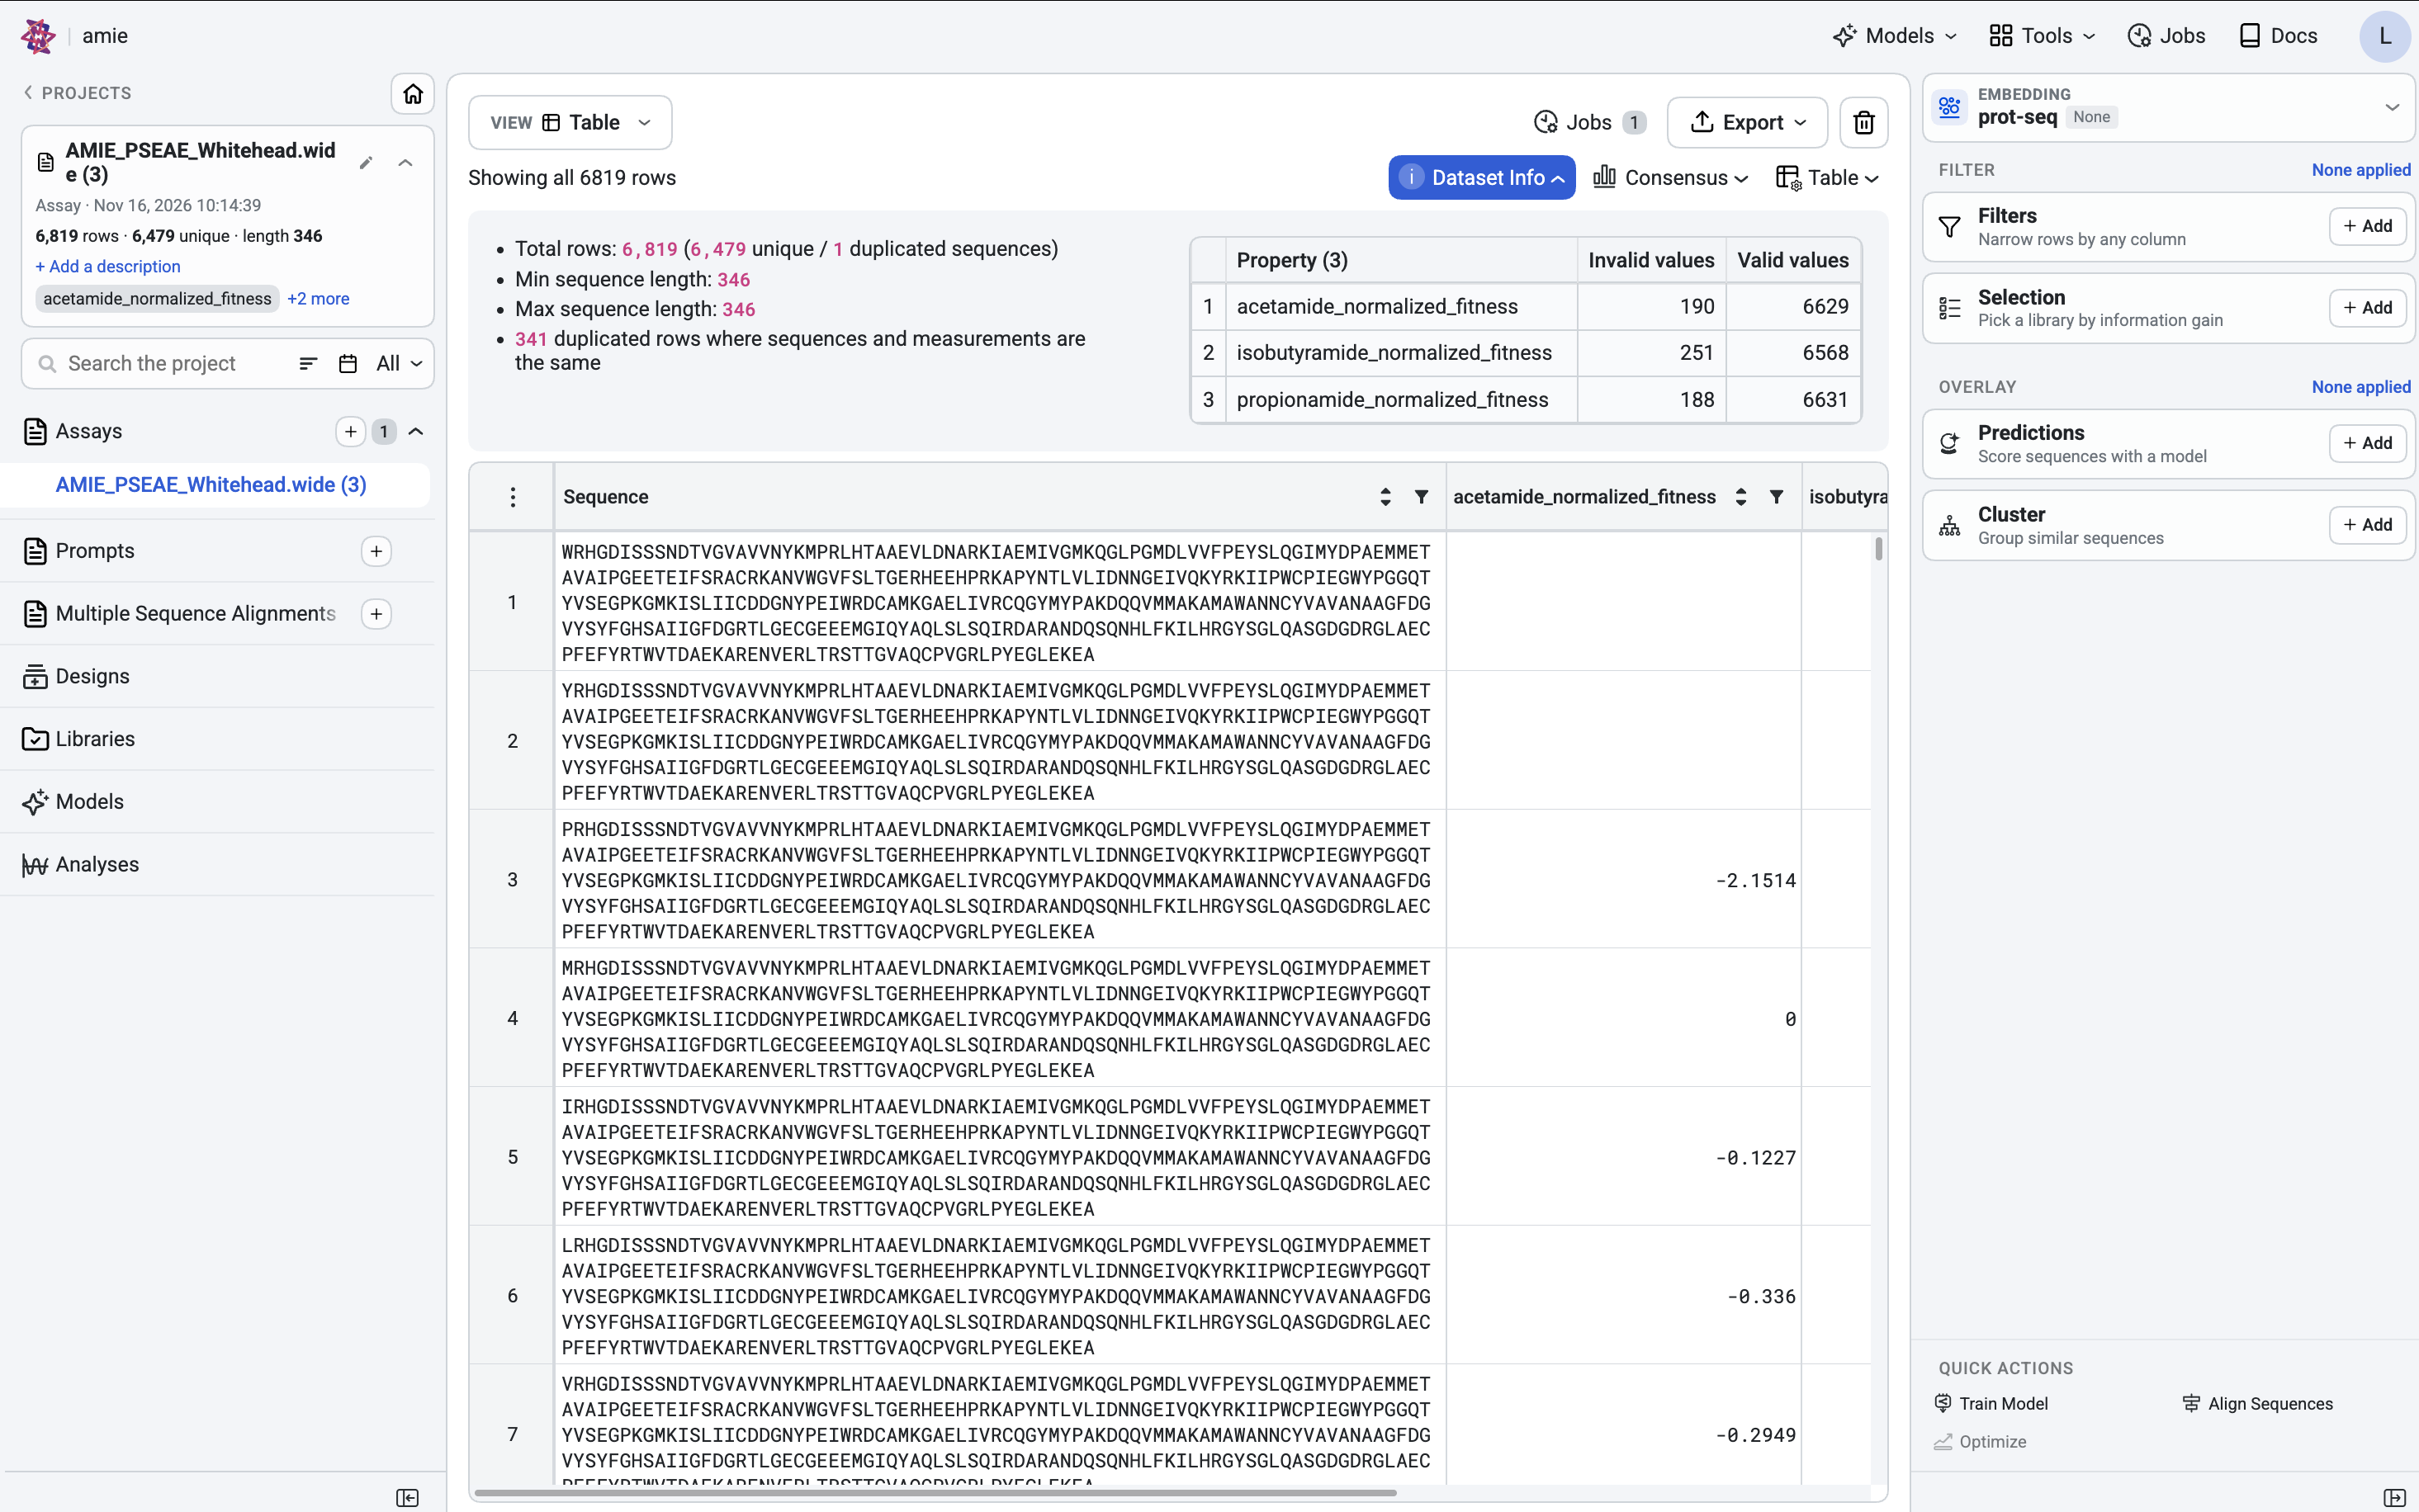 amie
Models
Tools
Jobs
Docs
L
PROJECTS
AMIE_PSEAE_Whitehead.wid
e (3)
Assay · Nov 16, 2026 10:14:39
6,819 rows · 6,479 unique · length 346
+ Add a description
acetamide_normalized_fitness +2 more
Search the project
All
Assays
1
AMIE_PSEAE_Whitehead.wide (3)
Prompts
Multiple Sequence Alignments
Designs
Libraries
Models
Analyses
VIEW Table
Jobs 1
Export
Showing all 6819 rows
Dataset Info
Consensus
Table
Total rows: 6,819 (6,479 unique / 1 duplicated sequences)
Min sequence length: 346
Max sequence length: 346
341 duplicated rows where sequences and measurements are
the same
Property (3) Invalid values Valid values
1 acetamide_normalized_fitness 190 6629
2 isobutyramide_normalized_fitness 251 6568
3 propionamide_normalized_fitness 188 6631
Sequence acetamide_normalized_fitness isobutyra
1
WRHGDISSSNDTVGVAVVNYKMPRLHTAAEVLDNARKIAEMIVGMKQGLPGMDLVVFPEYSLQGIMYDPAEMMET
AVAIPGEETEIFSRACRKANVWGVFSLTGERHEEHPRKAPYNTLVLIDNNGEIVQKYRKIIPWCPIEGWYPGGQT
YVSEGPKGMKISLIICDDGNYPEIWRDCAMKGAELIVRCQGYMYPAKDQQVMMAKAMAWANNCYVAVANAAGFDG
VYSYFGHSAIIGFDGRTLGECGEEEMGIQYAQLSLSQIRDARANDQSQNHLFKILHRGYSGLQASGDGDRGLAEC
PFEFYRTWVTDAEKARENVERLTRSTTGVAQCPVGRLPYEGLEKEA
2
YRHGDISSSNDTVGVAVVNYKMPRLHTAAEVLDNARKIAEMIVGMKQGLPGMDLVVFPEYSLQGIMYDPAEMMET
AVAIPGEETEIFSRACRKANVWGVFSLTGERHEEHPRKAPYNTLVLIDNNGEIVQKYRKIIPWCPIEGWYPGGQT
YVSEGPKGMKISLIICDDGNYPEIWRDCAMKGAELIVRCQGYMYPAKDQQVMMAKAMAWANNCYVAVANAAGFDG
VYSYFGHSAIIGFDGRTLGECGEEEMGIQYAQLSLSQIRDARANDQSQNHLFKILHRGYSGLQASGDGDRGLAEC
PFEFYRTWVTDAEKARENVERLTRSTTGVAQCPVGRLPYEGLEKEA
3
PRHGDISSSNDTVGVAVVNYKMPRLHTAAEVLDNARKIAEMIVGMKQGLPGMDLVVFPEYSLQGIMYDPAEMMET
AVAIPGEETEIFSRACRKANVWGVFSLTGERHEEHPRKAPYNTLVLIDNNGEIVQKYRKIIPWCPIEGWYPGGQT
YVSEGPKGMKISLIICDDGNYPEIWRDCAMKGAELIVRCQGYMYPAKDQQVMMAKAMAWANNCYVAVANAAGFDG
VYSYFGHSAIIGFDGRTLGECGEEEMGIQYAQLSLSQIRDARANDQSQNHLFKILHRGYSGLQASGDGDRGLAEC
PFEFYRTWVTDAEKARENVERLTRSTTGVAQCPVGRLPYEGLEKEA
-2.1514
4
MRHGDISSSNDTVGVAVVNYKMPRLHTAAEVLDNARKIAEMIVGMKQGLPGMDLVVFPEYSLQGIMYDPAEMMET
AVAIPGEETEIFSRACRKANVWGVFSLTGERHEEHPRKAPYNTLVLIDNNGEIVQKYRKIIPWCPIEGWYPGGQT
YVSEGPKGMKISLIICDDGNYPEIWRDCAMKGAELIVRCQGYMYPAKDQQVMMAKAMAWANNCYVAVANAAGFDG
VYSYFGHSAIIGFDGRTLGECGEEEMGIQYAQLSLSQIRDARANDQSQNHLFKILHRGYSGLQASGDGDRGLAEC
PFEFYRTWVTDAEKARENVERLTRSTTGVAQCPVGRLPYEGLEKEA
0
5
IRHGDISSSNDTVGVAVVNYKMPRLHTAAEVLDNARKIAEMIVGMKQGLPGMDLVVFPEYSLQGIMYDPAEMMET
AVAIPGEETEIFSRACRKANVWGVFSLTGERHEEHPRKAPYNTLVLIDNNGEIVQKYRKIIPWCPIEGWYPGGQT
YVSEGPKGMKISLIICDDGNYPEIWRDCAMKGAELIVRCQGYMYPAKDQQVMMAKAMAWANNCYVAVANAAGFDG
VYSYFGHSAIIGFDGRTLGECGEEEMGIQYAQLSLSQIRDARANDQSQNHLFKILHRGYSGLQASGDGDRGLAEC
PFEFYRTWVTDAEKARENVERLTRSTTGVAQCPVGRLPYEGLEKEA
-0.1227
6
LRHGDISSSNDTVGVAVVNYKMPRLHTAAEVLDNARKIAEMIVGMKQGLPGMDLVVFPEYSLQGIMYDPAEMMET
AVAIPGEETEIFSRACRKANVWGVFSLTGERHEEHPRKAPYNTLVLIDNNGEIVQKYRKIIPWCPIEGWYPGGQT
YVSEGPKGMKISLIICDDGNYPEIWRDCAMKGAELIVRCQGYMYPAKDQQVMMAKAMAWANNCYVAVANAAGFDG
VYSYFGHSAIIGFDGRTLGECGEEEMGIQYAQLSLSQIRDARANDQSQNHLFKILHRGYSGLQASGDGDRGLAEC
PFEFYRTWVTDAEKARENVERLTRSTTGVAQCPVGRLPYEGLEKEA
-0.336
7
VRHGDISSSNDTVGVAVVNYKMPRLHTAAEVLDNARKIAEMIVGMKQGLPGMDLVVFPEYSLQGIMYDPAEMMET
AVAIPGEETEIFSRACRKANVWGVFSLTGERHEEHPRKAPYNTLVLIDNNGEIVQKYRKIIPWCPIEGWYPGGQT
YVSEGPKGMKISLIICDDGNYPEIWRDCAMKGAELIVRCQGYMYPAKDQQVMMAKAMAWANNCYVAVANAAGFDG
VYSYFGHSAIIGFDGRTLGECGEEEMGIQYAQLSLSQIRDARANDQSQNHLFKILHRGYSGLQASGDGDRGLAEC
-0.2949
EMBEDDING
prot-seq None
FILTER None applied
Filters
Narrow rows by any column
+ Add
Selection
Pick a library by information gain
+ Add
OVERLAY None applied
Predictions
Score sequences with a model
+ Add
Cluster
Group similar sequences
+ Add
QUICK ACTIONS
Train Model
Align Sequences
Optimize